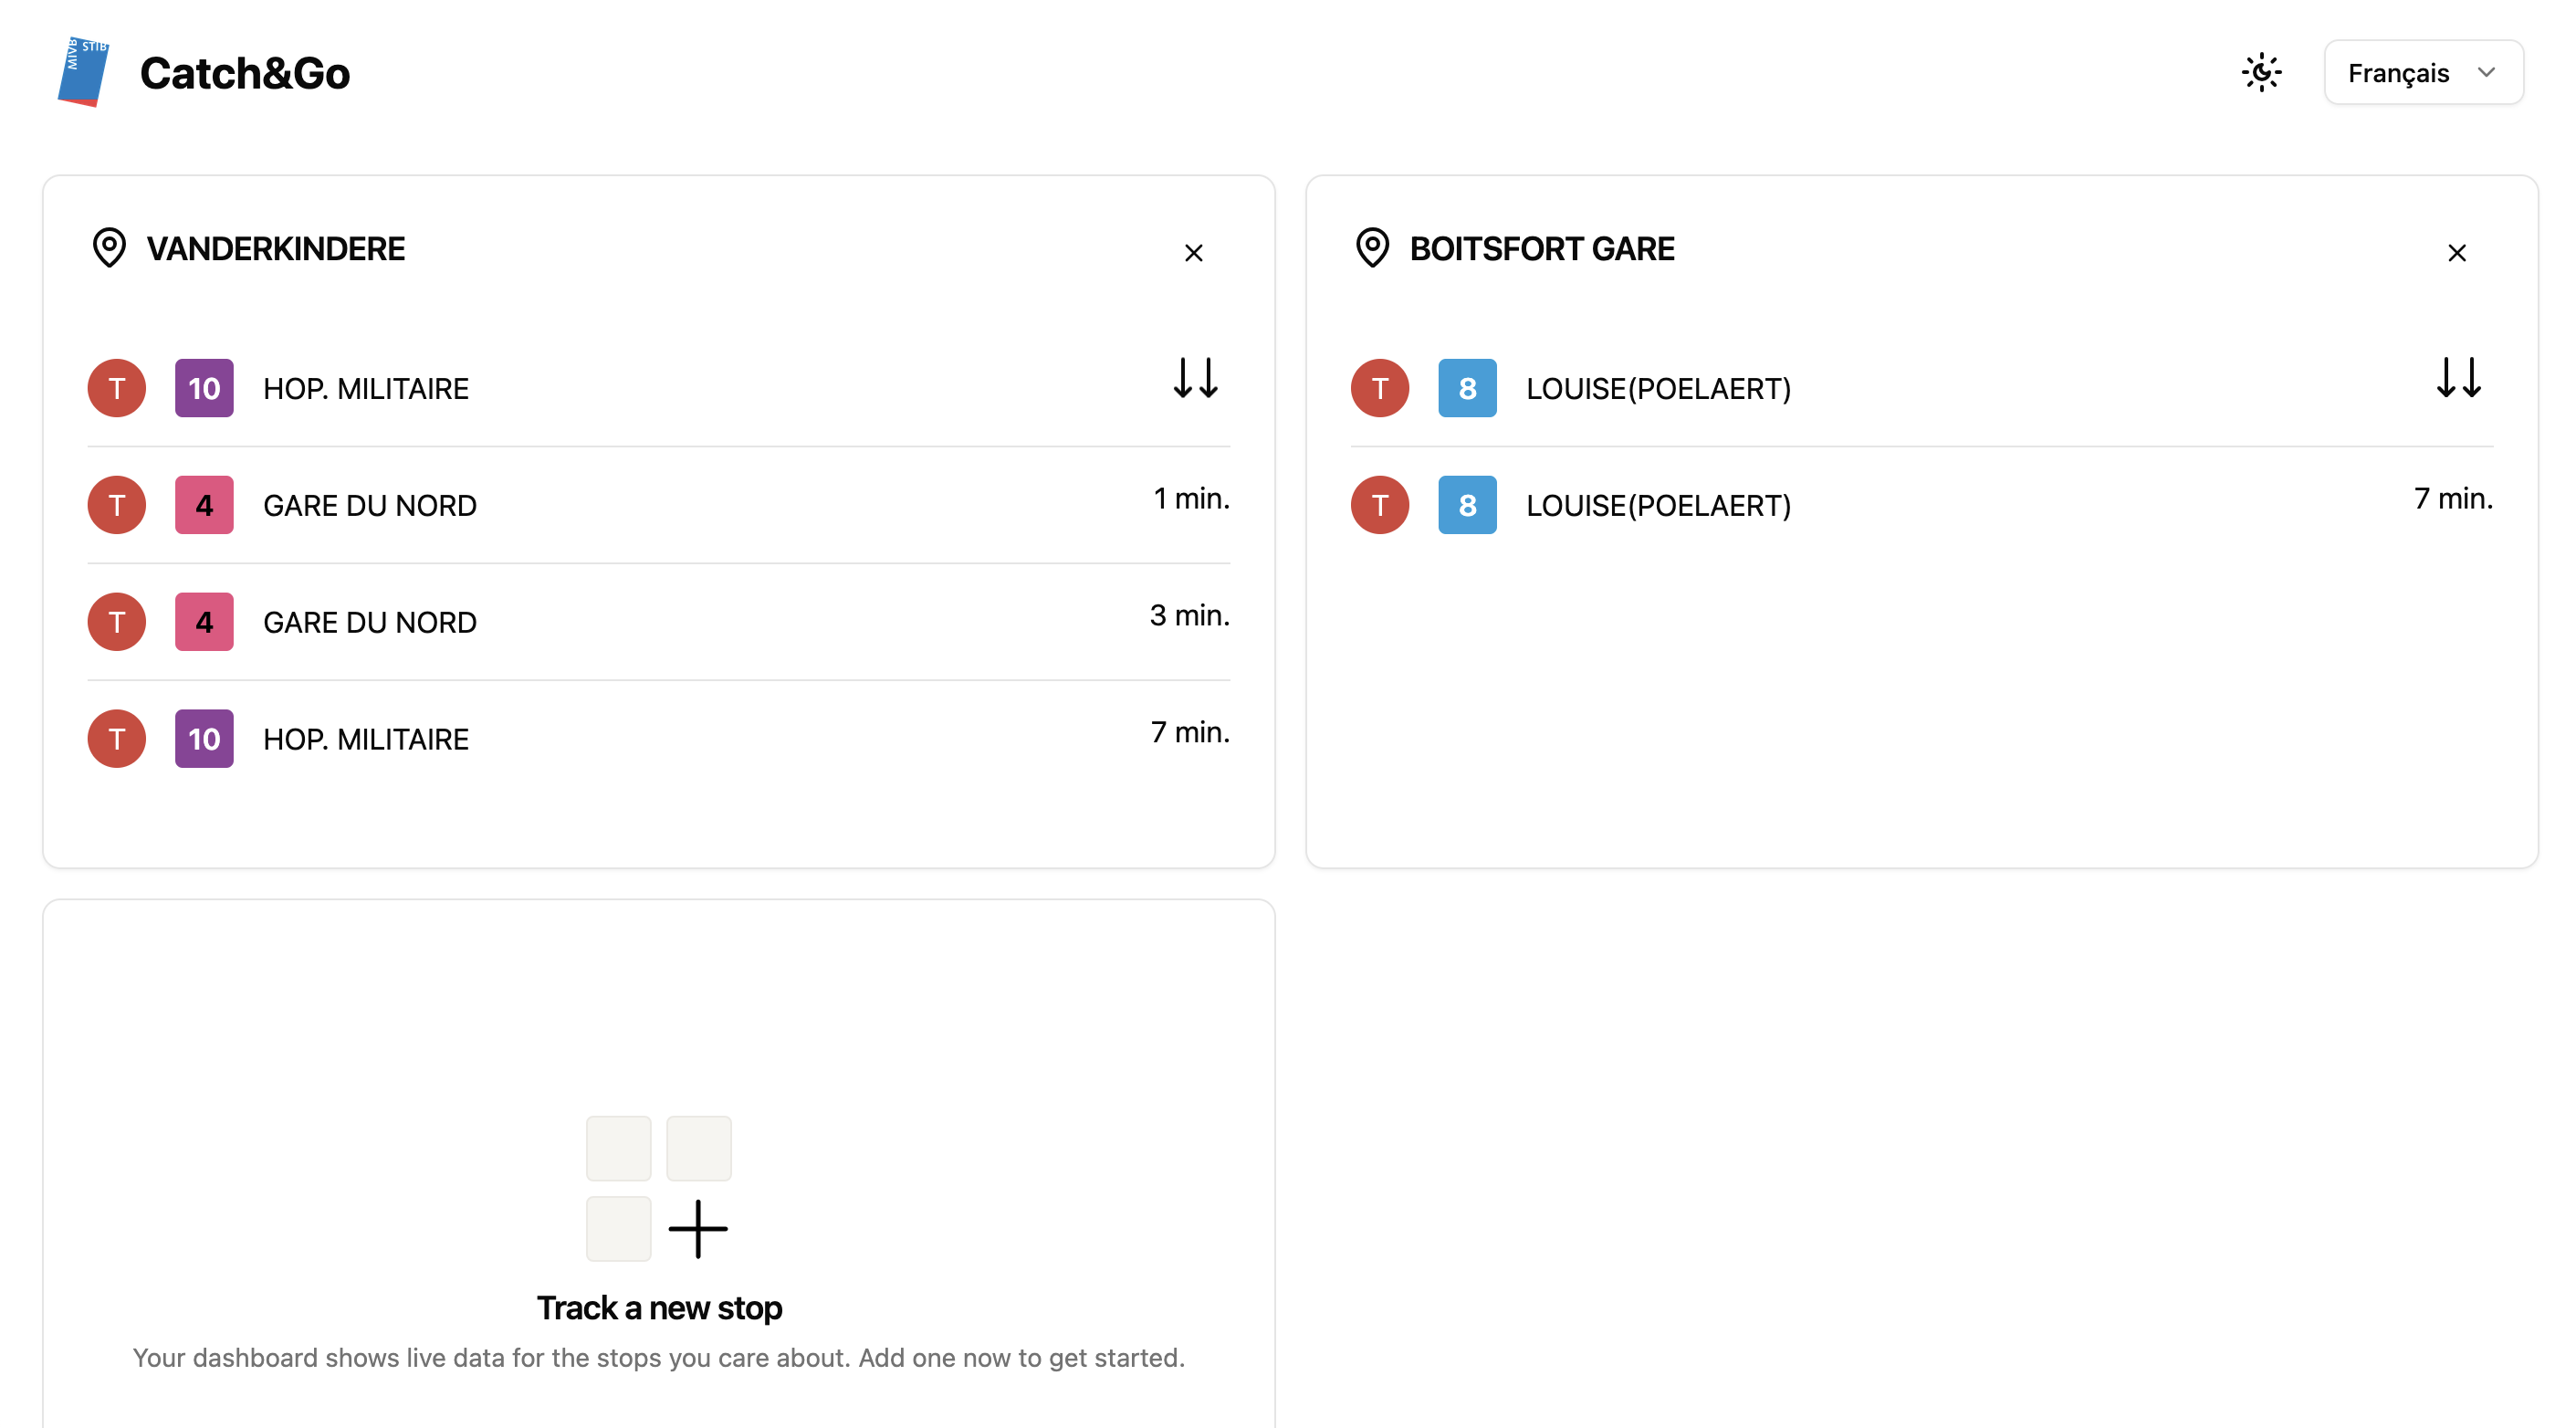 MIVB STIB
Catch&Go
Français
VANDERKINDERE
T 10 HOP. MILITAIRE
T 4 GARE DU NORD 1 min.
T 4 GARE DU NORD 3 min.
T 10 HOP. MILITAIRE 7 min.
BOITSFORT GARE
T 8 LOUISE(POELAERT)
T 8 LOUISE(POELAERT) 7 min.
Track a new stop
Your dashboard shows live data for the stops you care about. Add one now to get started.